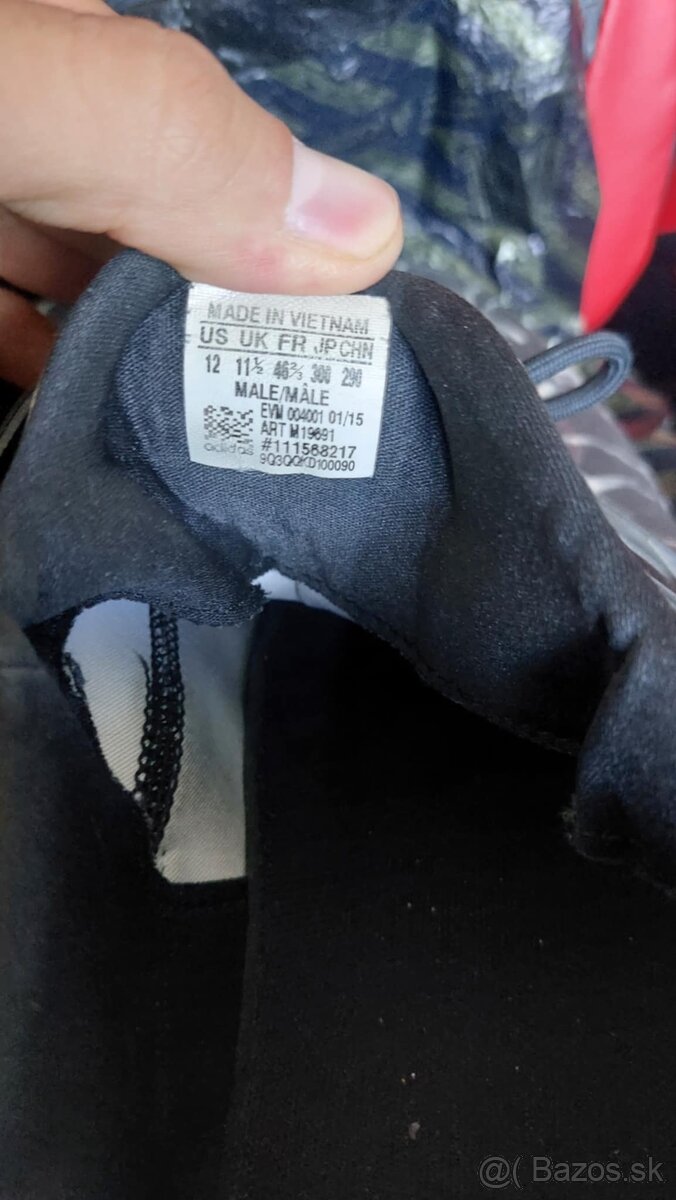 MADE IN VIETNAM
US UK FR JP CHN
12 11½ 46⅔ 300 290
MALE/MÂLE
EVM 004001 01/15
ART M19691
#111568217
adidas 9Q3QQKD100090
@( Bazos.sk